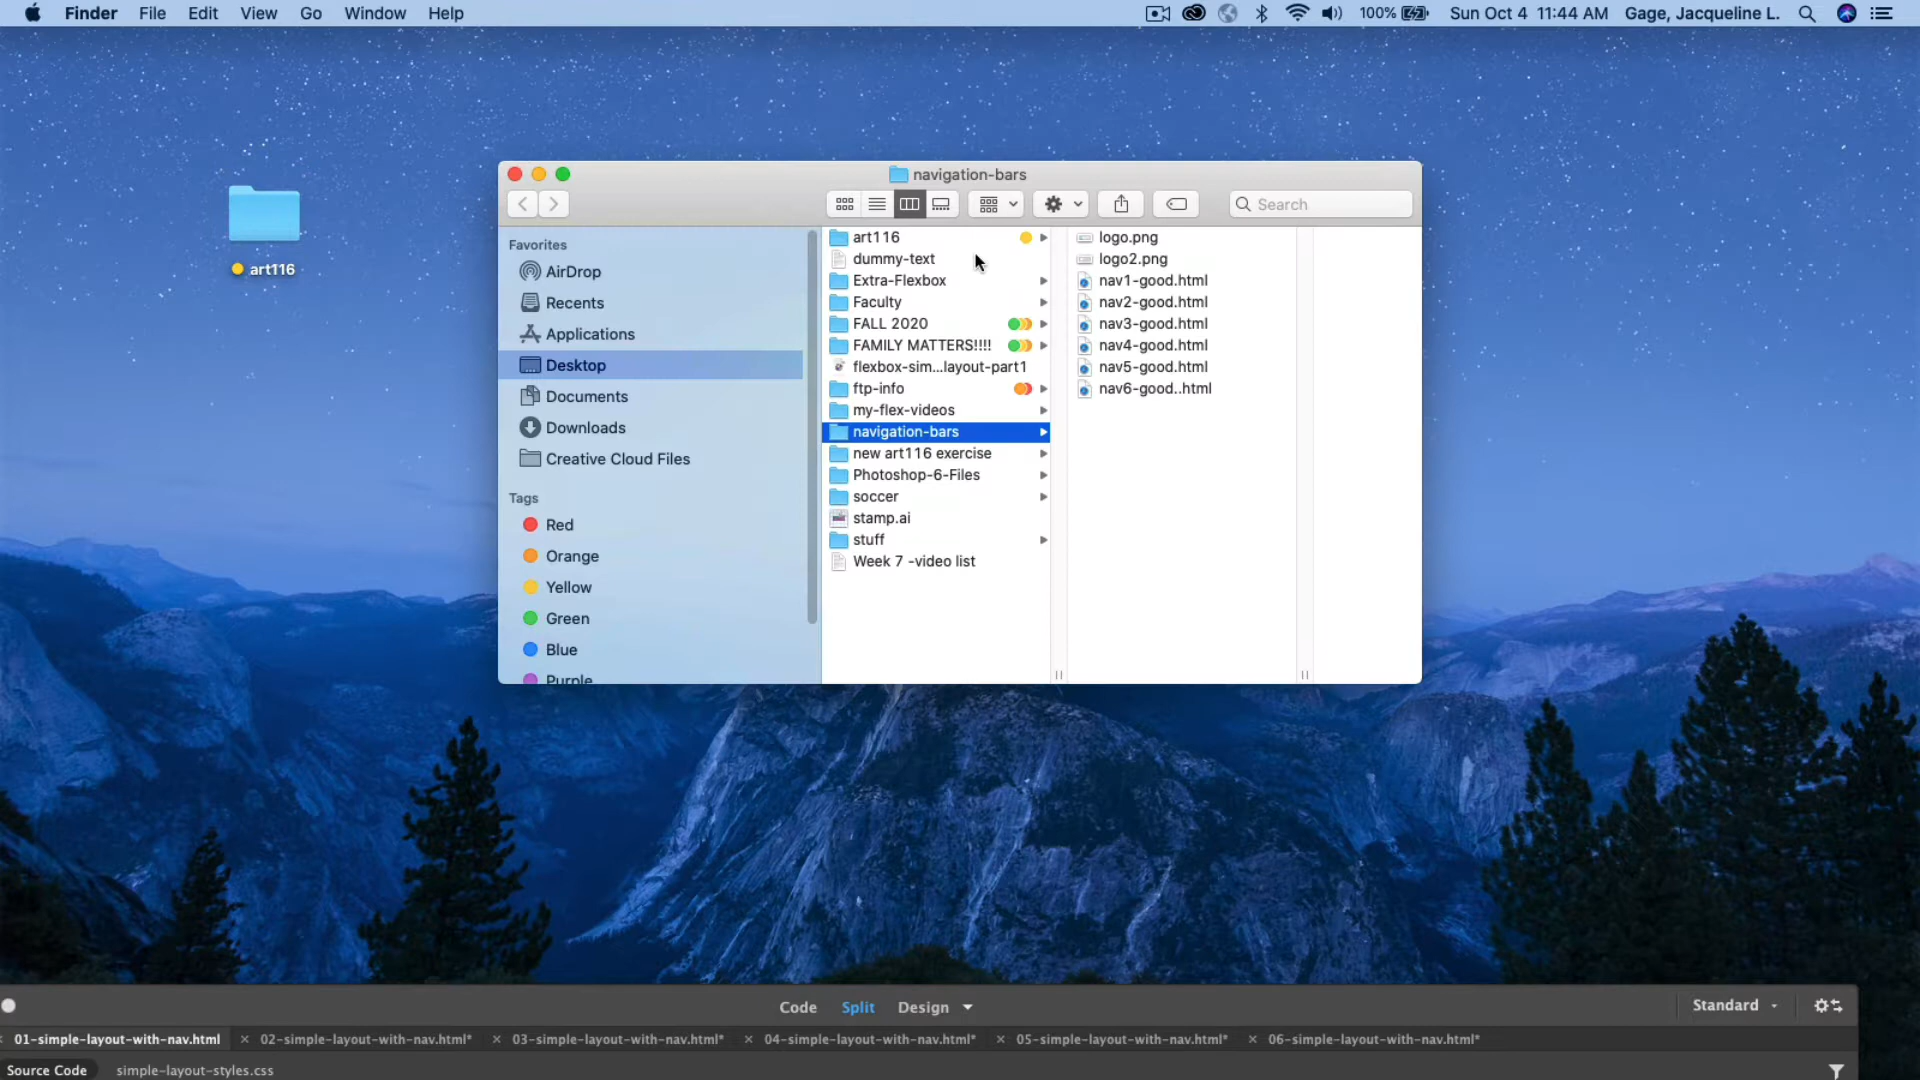 Finder File Edit View Go Window Help 100% Sun Oct 4 11:44 AM Gage, Jacqueline L.
art116
navigation-bars
Search
Favorites
AirDrop
Recents
Applications
Desktop
Documents
Downloads
Creative Cloud Files
Tags
Red
Orange
Yellow
Green
Blue
Purple
art116
dummy-text
Extra-Flexbox
Faculty
FALL 2020
FAMILY MATTERS!!!!
flexbox-sim...layout-part1
ftp-info
my-flex-videos
navigation-bars
new art116 exercise
Photoshop-6-Files
soccer
stamp.ai
stuff
Week 7 -video list
logo.png
logo2.png
nav1-good.html
nav2-good.html
nav3-good.html
nav4-good.html
nav5-good.html
nav6-good..html
Code Split Design Standard
01-simple-layout-with-nav.html 02-simple-layout-with-nav.html* 03-simple-layout-with-nav.html* 04-simple-layout-with-nav.html* 05-simple-layout-with-nav.html* 06-simple-layout-with-nav.html*
Source Code simple-layout-styles.css